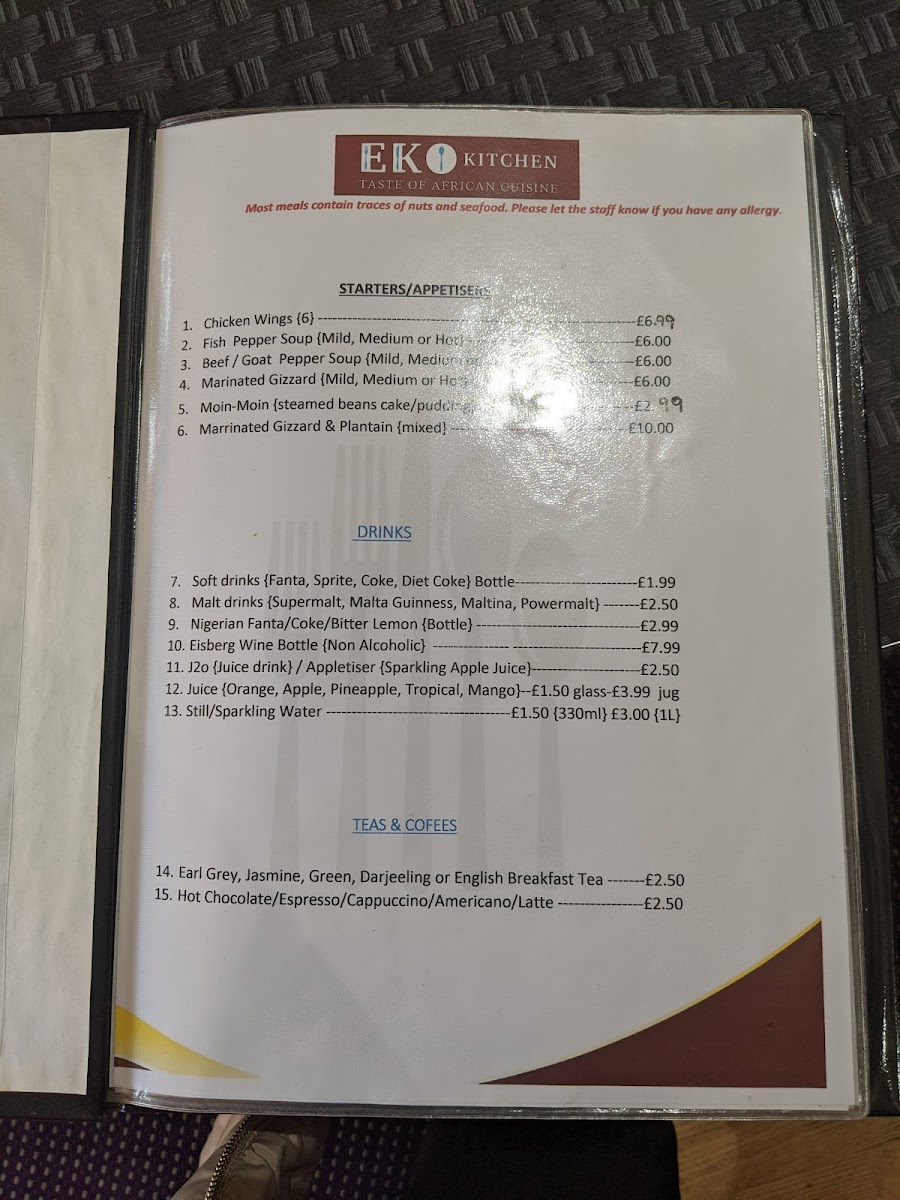 EKO KITCHEN
TASTE OF AFRICAN CUISINE
Most meals contain traces of nuts and seafood. Please let the staff know if you have any allergy.
STARTERS/APPETISERS
1. Chicken Wings {6} ------------------------------------------------------------£6.99
2. Fish Pepper Soup {Mild, Medium or Hot} ------£6.00
3. Beef / Goat Pepper Soup {Mild, Medium or ------£6.00
4. Marinated Gizzard {Mild, Medium or Hot} ------£6.00
5. Moin-Moin {steamed beans cake/pudding} ---£2.99
6. Marrinated Gizzard & Plantain {mixed} ------------------------------£10.00
DRINKS
7. Soft drinks {Fanta, Sprite, Coke, Diet Coke} Bottle------------------------£1.99
8. Malt drinks {Supermalt, Malta Guinness, Maltina, Powermalt} -------£2.50
9. Nigerian Fanta/Coke/Bitter Lemon {Bottle} --------------------------------£2.99
10. Eisberg Wine Bottle {Non Alcoholic} --------------- -------------------------£7.99
11. J2o {Juice drink} / Appletiser {Sparkling Apple Juice}---------------------£2.50
12. Juice {Orange, Apple, Pineapple, Tropical, Mango}--£1.50 glass-£3.99 jug
13. Still/Sparkling Water ------------------------------------£1.50 {330ml} £3.00 {1L}
TEAS & COFEES
14. Earl Grey, Jasmine, Green, Darjeeling or English Breakfast Tea -------£2.50
15. Hot Chocolate/Espresso/Cappuccino/Americano/Latte -----------------£2.50